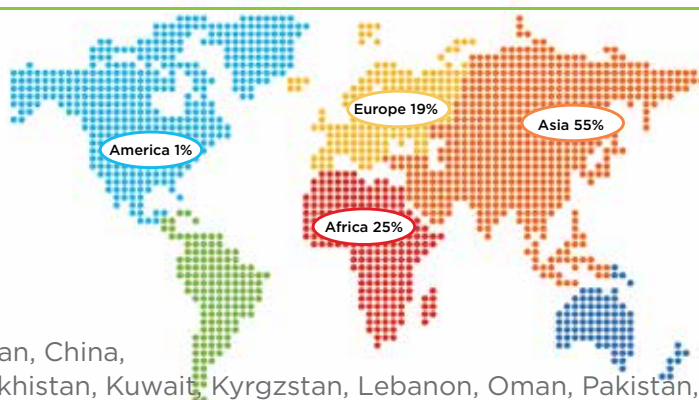 Europe 19%
Asia 55%
America 1%
Africa 25%
an, China,
khistan, Kuwait, Kyrgzstan, Lebanon, Oman, Pakistan,